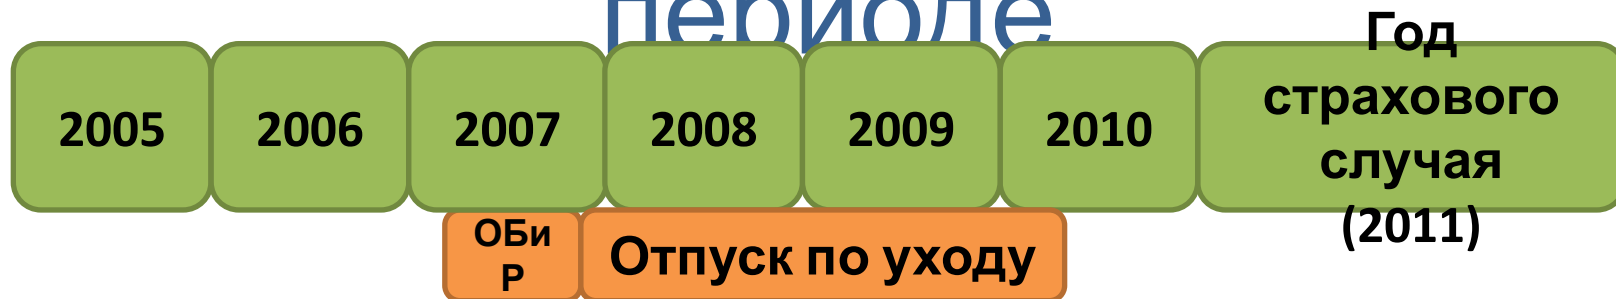 периоде
2005 2006 2007 2008 2009 2010 Год
страхового
случая
(2011)
ОБи
Р
Отпуск по уходу